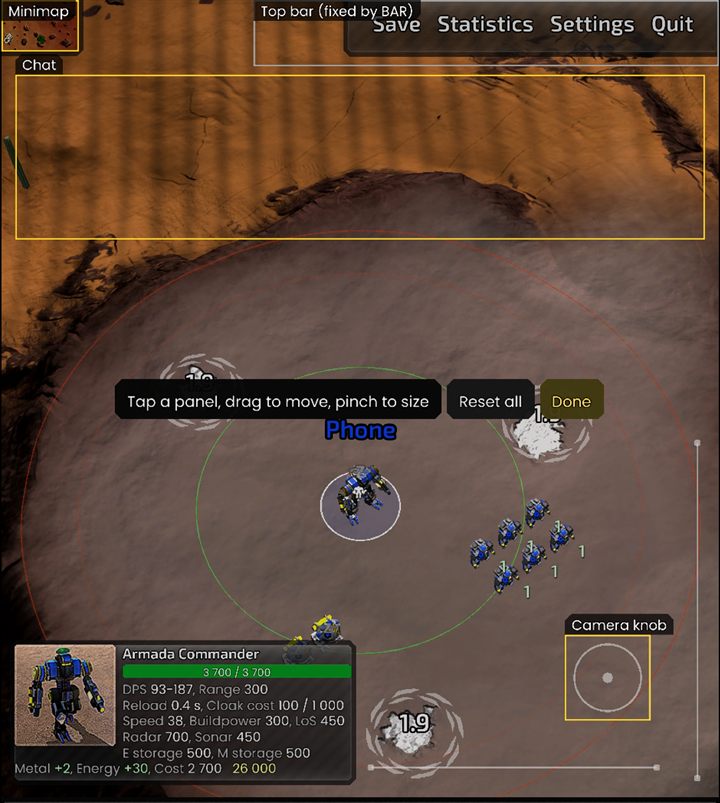 Minimap
Top bar (fixed by BAR)
Save Statistics Settings Quit
Chat
Tap a panel, drag to move, pinch to size
Reset all
Done
Phone
1
1
1
1
1
1
Camera knob
Armada Commander
3 700 / 3 700
DPS 93-187, Range 300
Reload 0.4 s, Cloak cost 100 / 1 000
Speed 38, Buildpower 300, LoS 450
Radar 700, Sonar 450
E storage 500, M storage 500
Metal +2, Energy +30, Cost 2 700 26 000
1.9